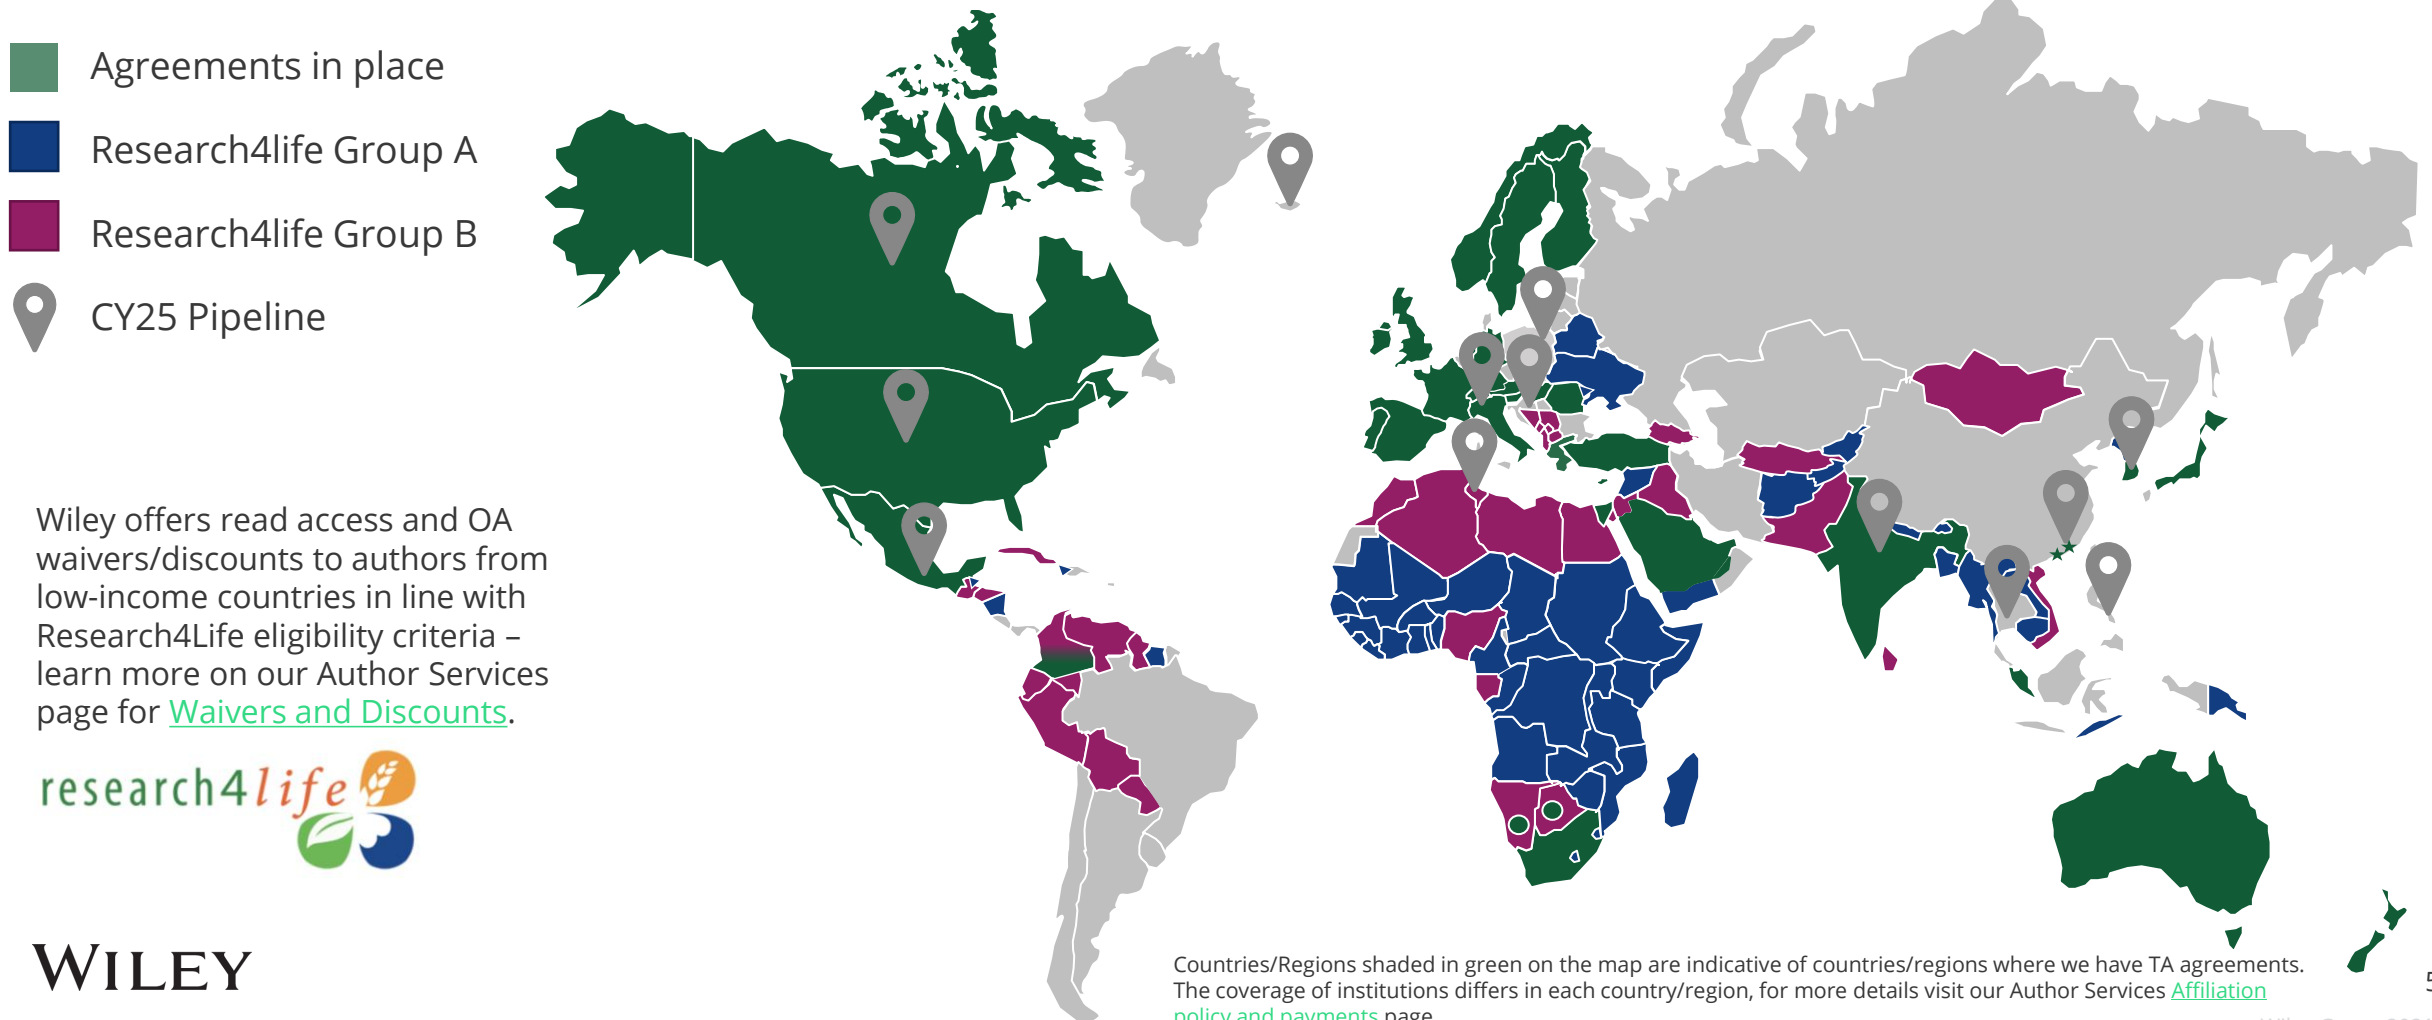 Agreements in place
Research4life Group A
Research4life Group B
CY25 Pipeline
Wiley offers read access and OA
waivers/discounts to authors from
low-income countries in line with
Research4Life eligibility criteria –
learn more on our Author Services
page for Waivers and Discounts.
research4life
WILEY
Countries/Regions shaded in green on the map are indicative of countries/regions where we have TA agreements.
The coverage of institutions differs in each country/region, for more details visit our Author Services Affiliation
policy and payments page
5